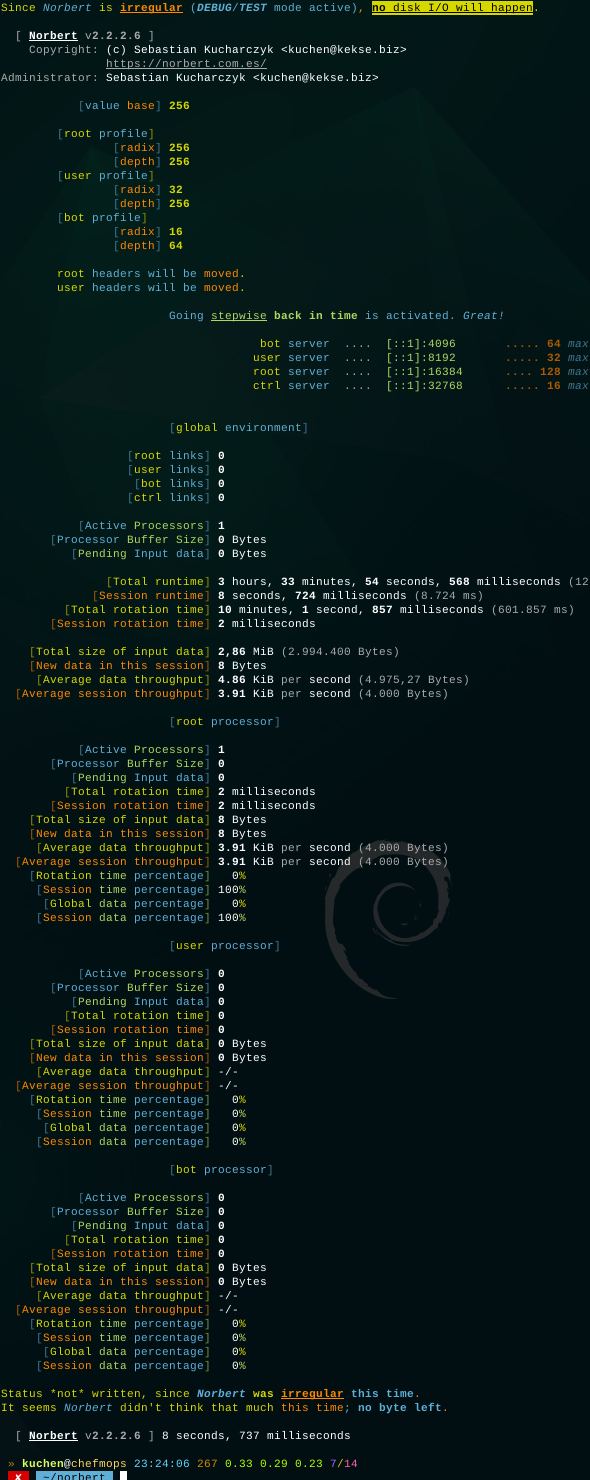 Since Norbert is irregular (DEBUG/TEST mode active), no disk I/O will happen.
[ Norbert v2.2.2.6 ]
Copyright: (c) Sebastian Kucharczyk <kuchen@kekse.biz>
https://norbert.com.es/
Administrator: Sebastian Kucharczyk <kuchen@kekse.biz>
[value base] 256
[root profile]
[radix] 256
[depth] 256
[user profile]
[radix] 32
[depth] 256
[bot profile]
[radix] 16
[depth] 64
root headers will be moved.
user headers will be moved.
Going stepwise back in time is activated. Great!
bot server .... [::1]:4096 ..... 64 max
user server .... [::1]:8192 ..... 32 max
root server .... [::1]:16384 .... 128 max
ctrl server .... [::1]:32768 ..... 16 max
[global environment]
[root links] 0
[user links] 0
[bot links] 0
[ctrl links] 0
[Active Processors] 1
[Processor Buffer Size] 0 Bytes
[Pending Input data] 0 Bytes
[Total runtime] 3 hours, 33 minutes, 54 seconds, 568 milliseconds (12
[Session runtime] 8 seconds, 724 milliseconds (8.724 ms)
[Total rotation time] 10 minutes, 1 second, 857 milliseconds (601.857 ms)
[Session rotation time] 2 milliseconds
[Total size of input data] 2,86 MiB (2.994.400 Bytes)
[New data in this session] 8 Bytes
[Average data throughput] 4.86 KiB per second (4.975,27 Bytes)
[Average session throughput] 3.91 KiB per second (4.000 Bytes)
[root processor]
[Active Processors] 1
[Processor Buffer Size] 0
[Pending Input data] 0
[Total rotation time] 2 milliseconds
[Session rotation time] 2 milliseconds
[Total size of input data] 8 Bytes
[New data in this session] 8 Bytes
[Average data throughput] 3.91 KiB per second (4.000 Bytes)
[Average session throughput] 3.91 KiB per second (4.000 Bytes)
[Rotation time percentage] 0%
[Session time percentage] 100%
[Global data percentage] 0%
[Session data percentage] 100%
[user processor]
[Active Processors] 0
[Processor Buffer Size] 0
[Pending Input data] 0
[Total rotation time] 0
[Session rotation time] 0
[Total size of input data] 0 Bytes
[New data in this session] 0 Bytes
[Average data throughput] -/-
[Average session throughput] -/-
[Rotation time percentage] 0%
[Session time percentage] 0%
[Global data percentage] 0%
[Session data percentage] 0%
[bot processor]
[Active Processors] 0
[Processor Buffer Size] 0
[Pending Input data] 0
[Total rotation time] 0
[Session rotation time] 0
[Total size of input data] 0 Bytes
[New data in this session] 0 Bytes
[Average data throughput] -/-
[Average session throughput] -/-
[Rotation time percentage] 0%
[Session time percentage] 0%
[Global data percentage] 0%
[Session data percentage] 0%
Status *not* written, since Norbert was irregular this time.
It seems Norbert didn't think that much this time; no byte left.
[ Norbert v2.2.2.6 ] 8 seconds, 737 milliseconds
» kuchen@chefmops 23:24:06 267 0.33 0.29 0.23 7/14
✘ ~/norbert